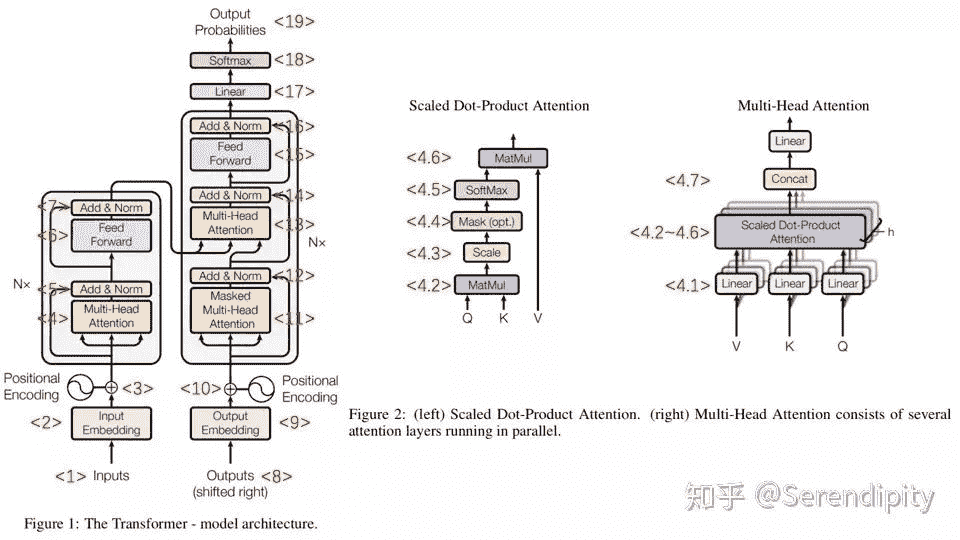 Output
Probabilities <19>
Softmax <18>
Linear <17>
Add & Norm <16>
Feed
Forward <15>
Add & Norm <14>
Multi-Head
Attention <13>
Nx
Add & Norm <12>
Masked
Multi-Head
Attention <11>
<7> Add & Norm
<6> Feed
Forward
Nx
<5> Add & Norm
<4> Multi-Head
Attention
Positional
Encoding <3>
<10> Positional
Encoding
<2> Input
Embedding
Output
Embedding <9>
<1> Inputs
Outputs <8>
(shifted right)
Figure 1: The Transformer - model architecture.
Scaled Dot-Product Attention
<4.6> MatMul
<4.5> SoftMax
<4.4> Mask (opt.)
<4.3> Scale
<4.2> MatMul
Q K V
Multi-Head Attention
Linear
<4.7> Concat
<4.2~4.6> Scaled Dot-Product
Attention h
<4.1> Linear Linear Linear
V K Q
Figure 2: (left) Scaled Dot-Product Attention. (right) Multi-Head Attention consists of several
attention layers running in parallel.
知乎 @Serendipity